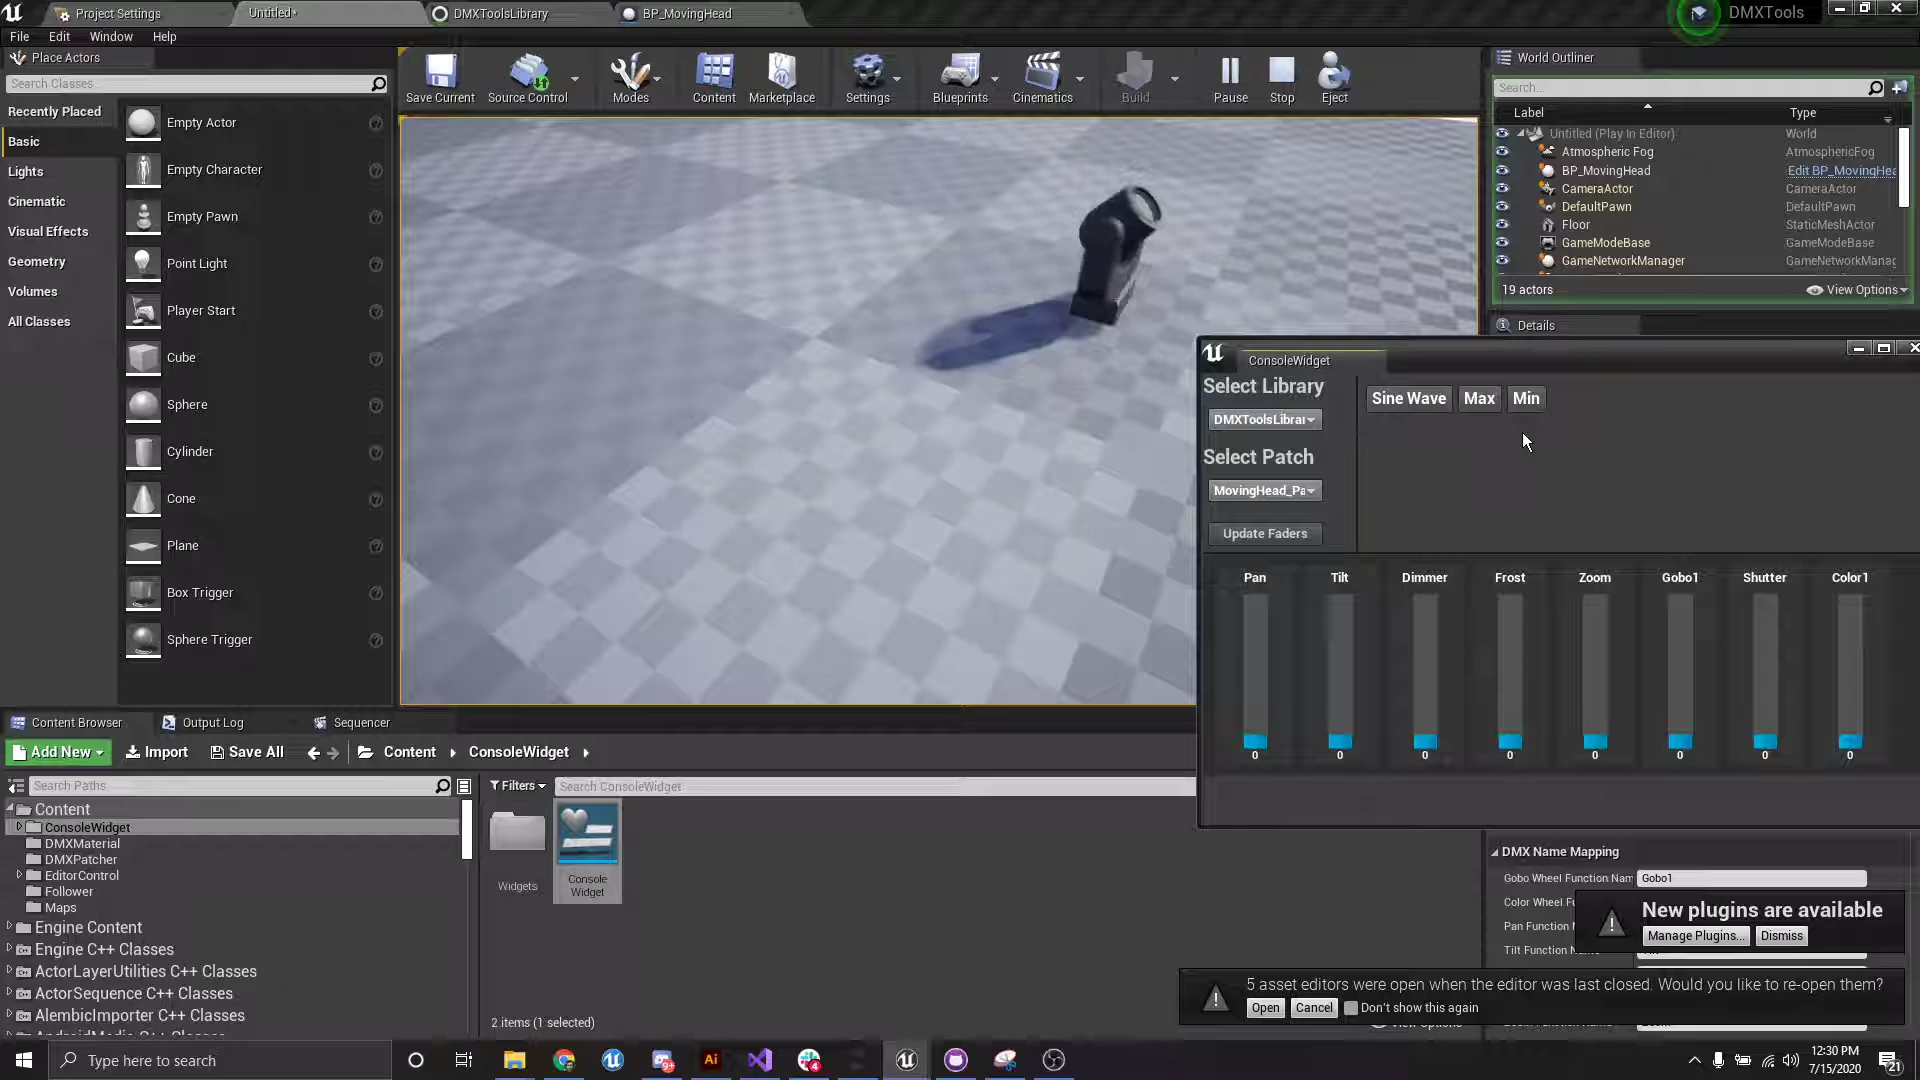 Project Settings
Untitled*
DMXToolsLibrary
BP_MovingHead
DMXTools
File Edit Window Help
Place Actors
Search Classes
Recently Placed
Basic
Lights
Cinematic
Visual Effects
Geometry
Volumes
All Classes
Empty Actor
Empty Character
Empty Pawn
Point Light
Player Start
Cube
Sphere
Cylinder
Cone
Plane
Box Trigger
Sphere Trigger
Save Current
Source Control
Modes
Content
Marketplace
Settings
Blueprints
Cinematics
Build
Pause
Stop
Eject
World Outliner
Search...
Label Type
Untitled (Play In Editor) World
Atmospheric Fog AtmosphericFog
BP_MovingHead Edit BP_MovingHea
CameraActor CameraActor
DefaultPawn DefaultPawn
Floor StaticMeshActor
GameModeBase GameModeBase
GameNetworkManager GameNetworkManag
19 actors View Options
Details
ConsoleWidget
Select Library
DMXToolsLibrar
Select Patch
MovingHead_Pa
Update Faders
Sine Wave Max Min
Pan Tilt Dimmer Frost Zoom Gobo1 Shutter Color1
0 0 0 0 0 0 0 0
Content Browser
Output Log
Sequencer
Add New Import Save All Content ConsoleWidget
Search Paths
Filters
Search ConsoleWidget
Content
ConsoleWidget
DMXMaterial
DMXPatcher
EditorControl
Follower
Maps
Engine Content
Engine C++ Classes
ActorLayerUtilities C++ Classes
ActorSequence C++ Classes
AlembicImporter C++ Classes
AndroidMedia C++ Classes
Widgets
Console
Widget
2 items (1 selected)
DMX Name Mapping
Gobo Wheel Function Nam Gobo1
Color Wheel Fu
Pan Function N
Tilt Function Name
New plugins are available
Manage Plugins... Dismiss
5 asset editors were open when the editor was last closed. Would you like to re-open them?
Open Cancel Don't show this again
View Options
Type here to search
Ai
9+
4
12:30 PM
7/15/2020
21